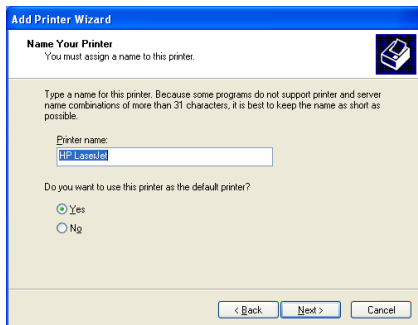 Add Printer Wizard
Name Your Printer
You must assign a name to this printer.
Type a name for this printer. Because some programs do not support printer and server
name combinations of more than 31 characters, it is best to keep the name as short as
possible.
Printer name:
HP LaserJet
Do you want to use this printer as the default printer?
Yes
No
< Back
Next >
Cancel